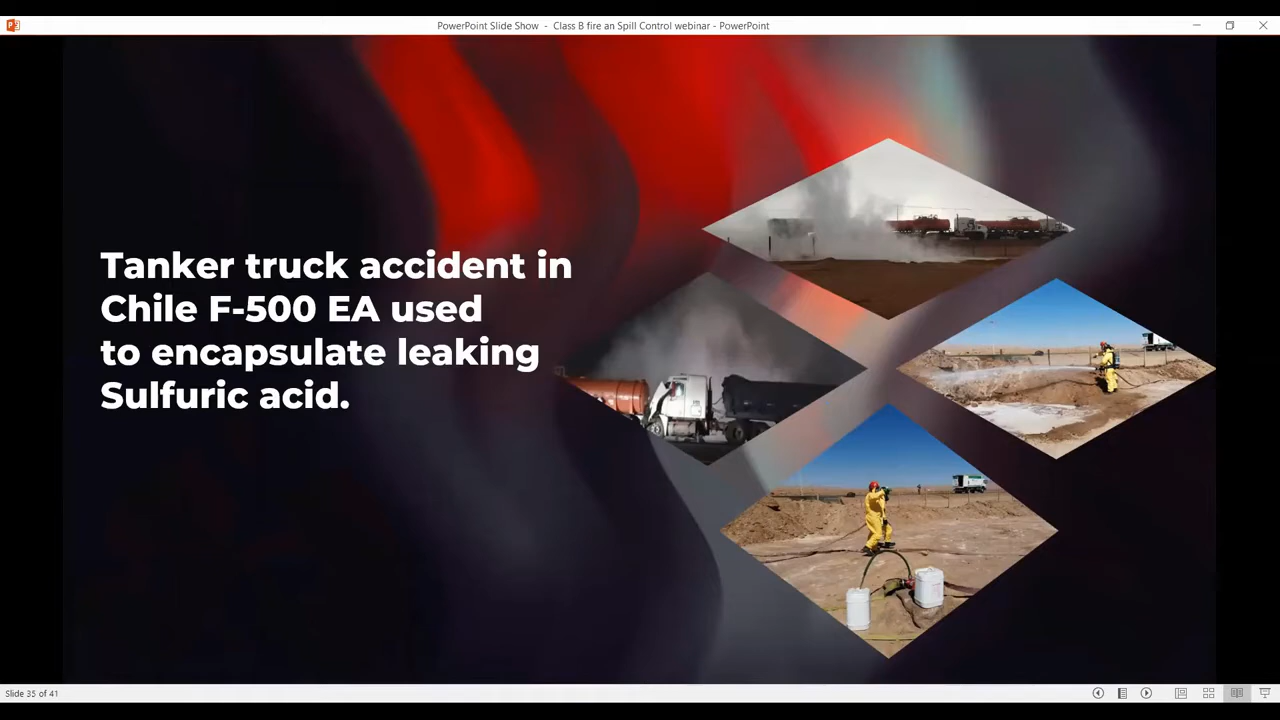 PowerPoint Slide Show - Class B fire an Spill Control webinar - PowerPoint
Tanker truck accident in
Chile F-500 EA used
to encapsulate leaking
Sulfuric acid.
Slide 35 of 41